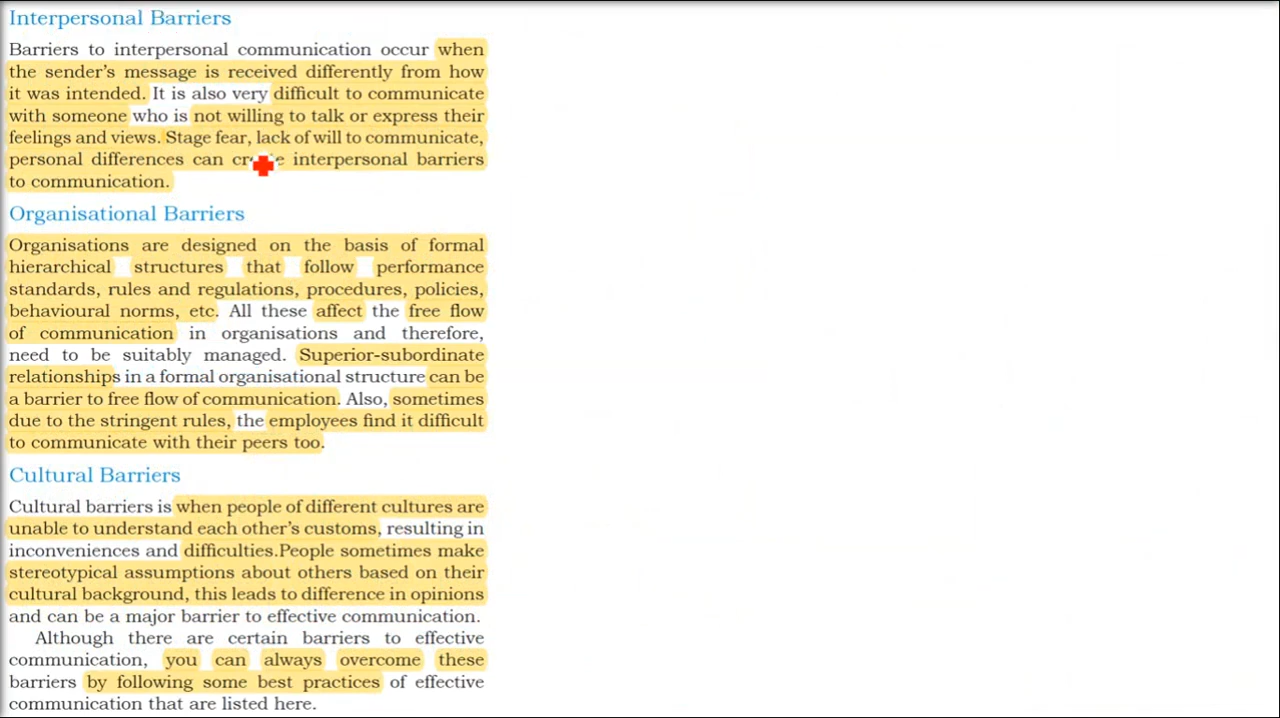 Interpersonal Barriers
Barriers to interpersonal communication occur when
the sender's message is received differently from how
it was intended. It is also very difficult to communicate
with someone who is not willing to talk or express their
feelings and views. Stage fear, lack of will to communicate,
personal differences can create interpersonal barriers
to communication.
Organisational Barriers
Organisations are designed on the basis of formal
hierarchical structures that follow performance
standards, rules and regulations, procedures, policies,
behavioural norms, etc. All these affect the free flow
of communication in organisations and therefore,
need to be suitably managed. Superior-subordinate
relationships in a formal organisational structure can be
a barrier to free flow of communication. Also, sometimes
due to the stringent rules, the employees find it difficult
to communicate with their peers too.
Cultural Barriers
Cultural barriers is when people of different cultures are
unable to understand each other's customs, resulting in
inconveniences and difficulties.People sometimes make
stereotypical assumptions about others based on their
cultural background, this leads to difference in opinions
and can be a major barrier to effective communication.
Although there are certain barriers to effective
communication, you can always overcome these
barriers by following some best practices of effective
communication that are listed here.